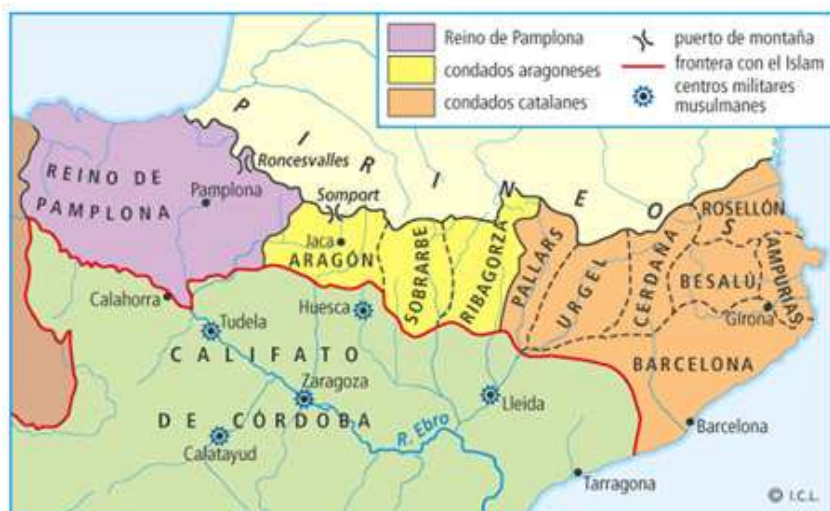 Reino de Pamplona
condados aragoneses
condados catalanes
puerto de montaña
frontera con el Islam
centros militares
musulmanes
PIRINEOS
Roncesvalles
REINO DE
PAMPLONA
Pamplona
Somport
Jaca
ARAGÓN
SOBRARBE
RIBAGORZA
PALLARS
URGEL
CERDAÑA
ROSELLÓN
BESALÚ
AMPURIAS
Girona
BARCELONA
Barcelona
Calahorra
Tudela
Huesca
CALIFATO
DE CÓRDOBA
Zaragoza
Lleida
Calatayud
R. Ebro
Tarragona
© I.C.L.